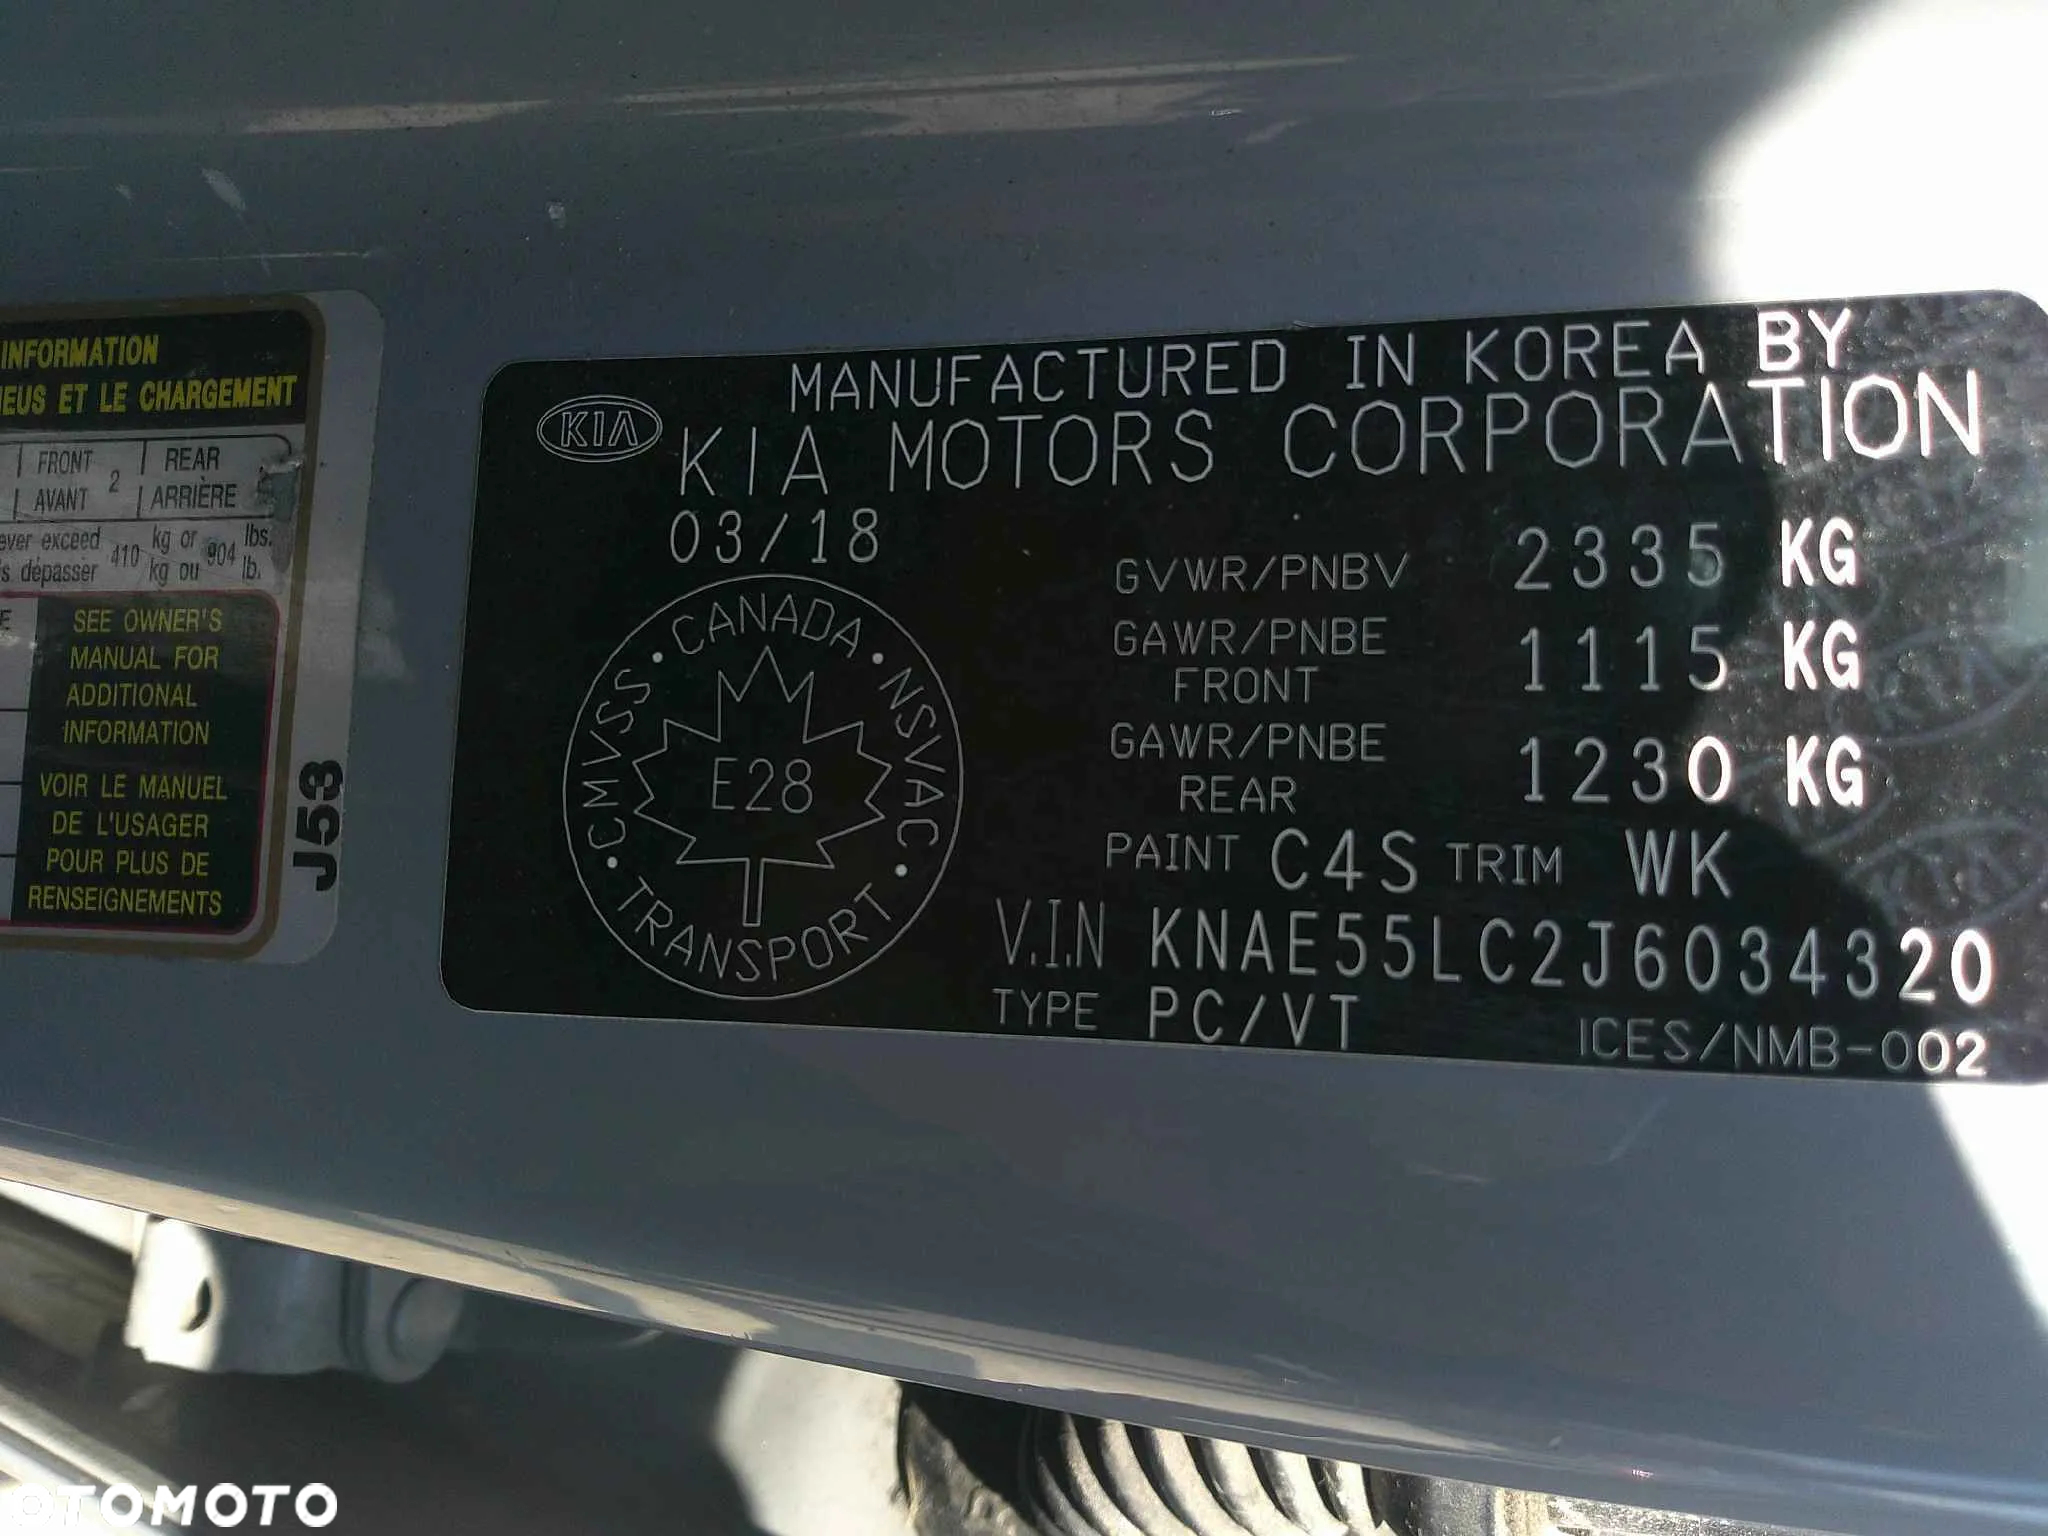 INFORMATION
NEUS ET LE CHARGEMENT
FRONT 2 REAR
AVANT ARRIÈRE
ever exceed 410 kg or 904 lbs.
s dépasser kg ou lb.
SEE OWNER'S
MANUAL FOR
ADDITIONAL
INFORMATION
VOIR LE MANUEL
DE L'USAGER
POUR PLUS DE
RENSEIGNEMENTS
J53
MANUFACTURED IN KOREA BY
KIA KIA MOTORS CORPORATION
03/18
CANADA • NSVAC • TRANSPORT • CMVSS •
E28
GVWR/PNBV 2335 KG
GAWR/PNBE 1115 KG
FRONT
GAWR/PNBE 1230 KG
REAR
PAINT C4S TRIM WK
V.I.N KNAE55LC2J6034320
TYPE PC/VT
ICES/NMB-002
OTOMOTO